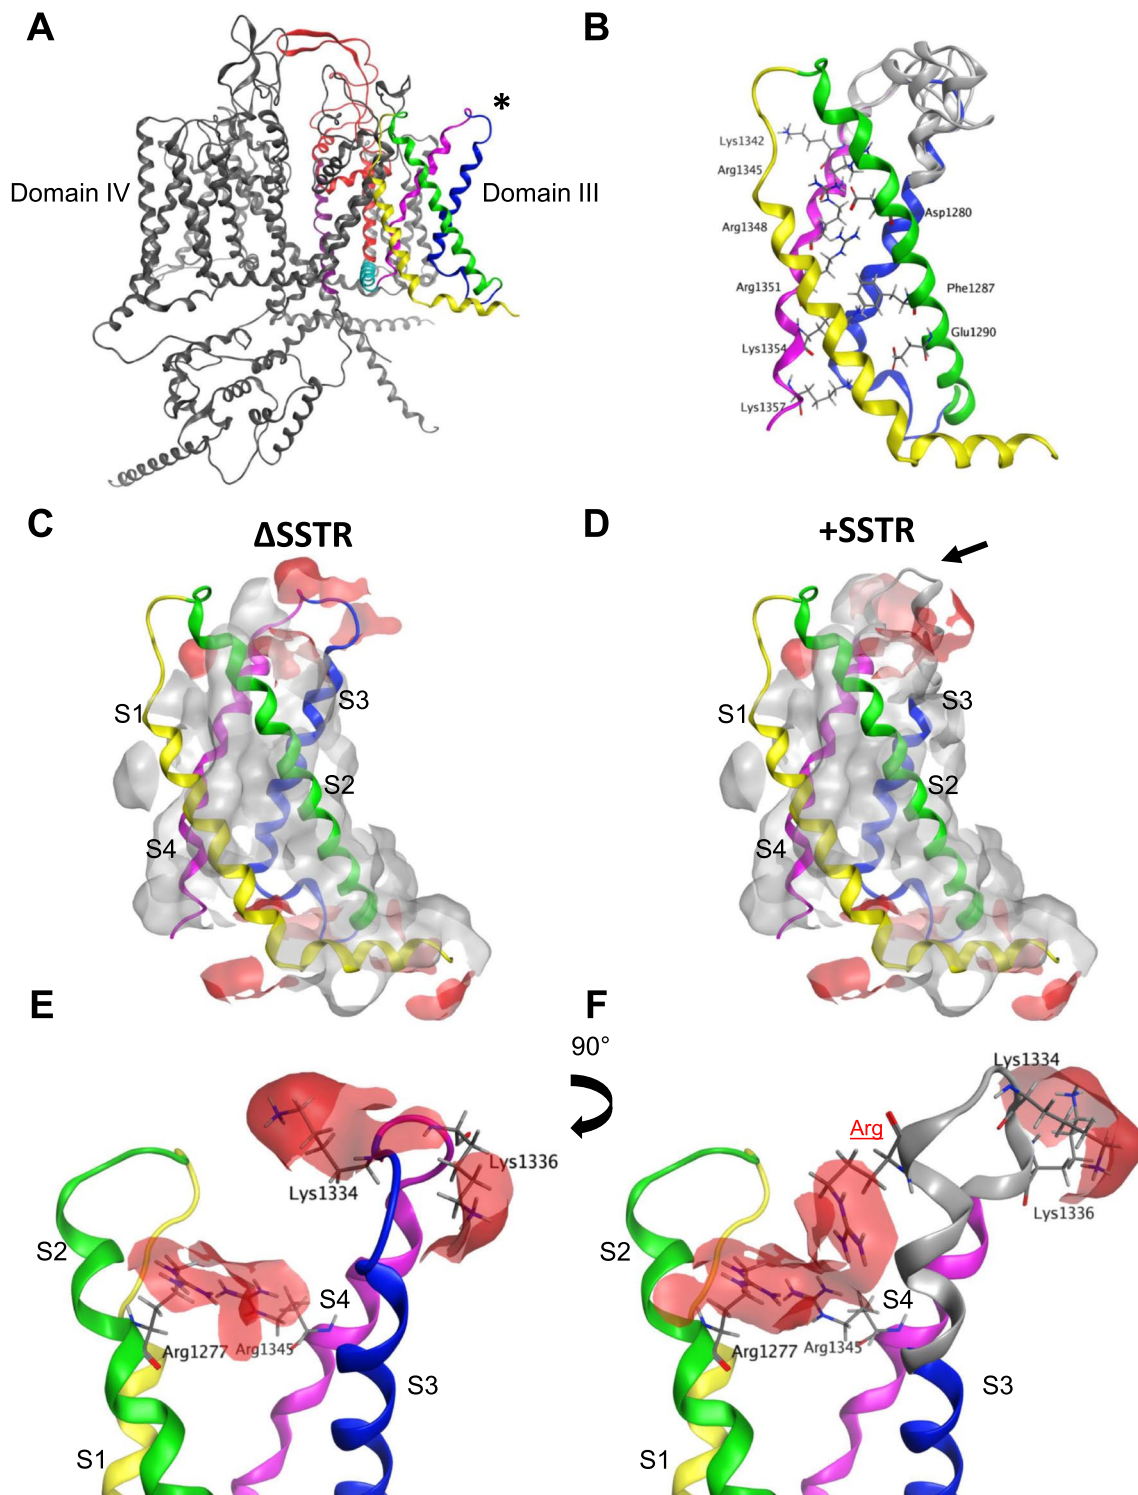 A
B
*
Domain IV
Domain III
Lys1342
Arg1345
Arg1348
Asp1280
Arg1351
Phe1287
Glu1290
Lys1354
Lys1357
C
ΔSSTR
D
+SSTR
S1
S3
S2
S4
S1
S3
S2
S4
E
F
90°
Lys1334
Lys1336
S2
S4
Arg1277
Arg1345
S3
S1
Lys1334
Arg
Lys1336
S2
S4
Arg1277
Arg1345
S3
S1